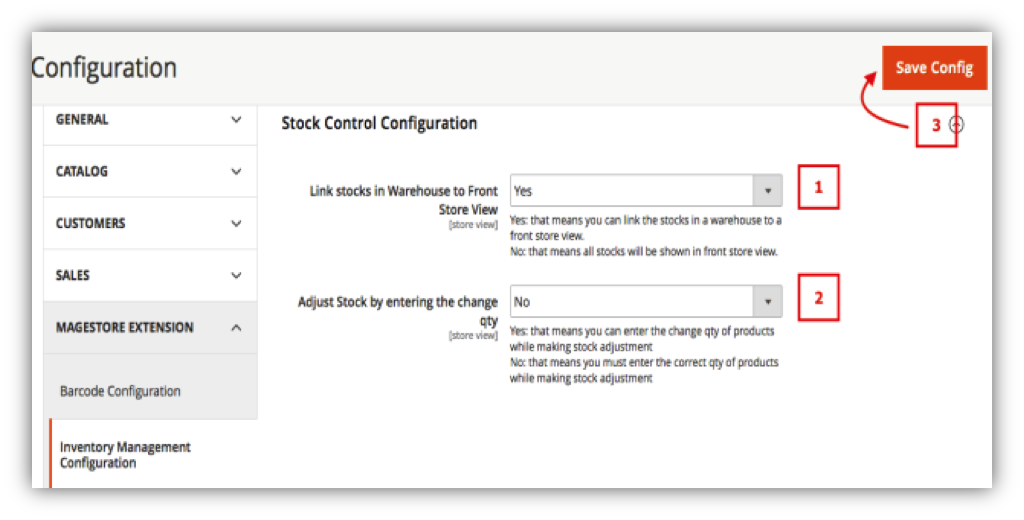 Configuration
Save Config
GENERAL
CATALOG
CUSTOMERS
SALES
MAGESTORE EXTENSION
Barcode Configuration
Inventory Management
Configuration
Stock Control Configuration
3
Link stocks in Warehouse to Front
Store View
[store view]
Yes
1
Yes: that means you can link the stocks in a warehouse to a
front store view.
No: that means all stocks will be shown in front store view.
Adjust Stock by entering the change
qty
[store view]
No
2
Yes: that means you can enter the change qty of products
while making stock adjustment
No: that means you must enter the correct qty of products
while making stock adjustment